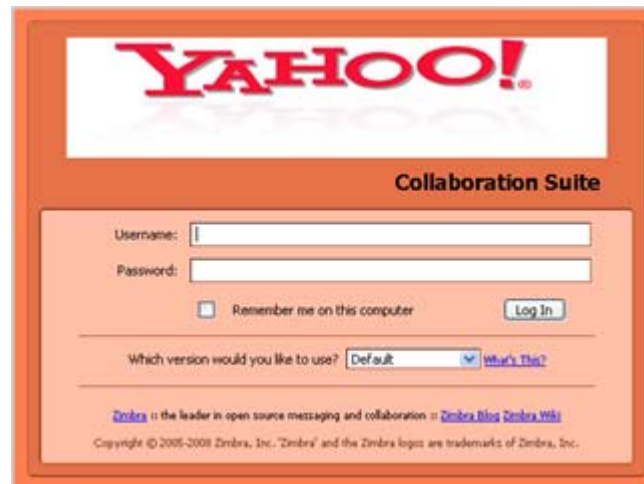 YAHOO!®
Collaboration Suite
Username:
Password:
Remember me on this computer Log In
Which version would you like to use? Default What's This?
Zimbra :: the leader in open source messaging and collaboration :: Zimbra Blog Zimbra Wiki
Copyright © 2005-2008 Zimbra, Inc. 'Zimbra' and the Zimbra logos are trademarks of Zimbra, Inc.